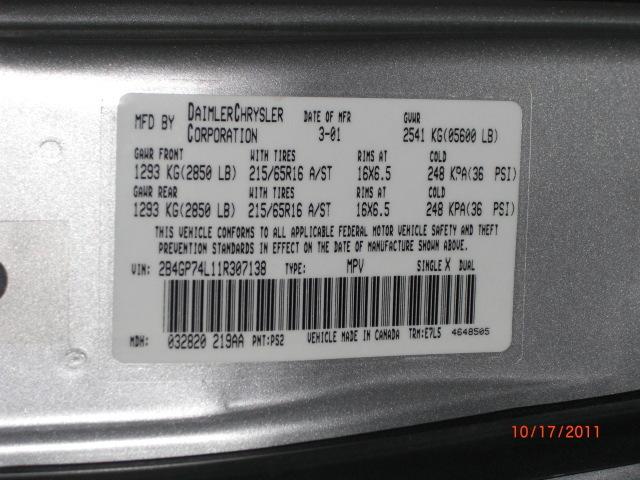 MFD BY DAIMLERCHRYSLER CORPORATION DATE OF MFR 3-01 GVWR 2541 KG(05600 LB)
GAWR FRONT WITH TIRES RIMS AT COLD
1293 KG(2850 LB) 215/65R16 A/ST 16X6.5 248 KPA(36 PSI)
GAWR REAR WITH TIRES RIMS AT COLD
1293 KG(2850 LB) 215/65R16 A/ST 16X6.5 248 KPA(36 PSI)
THIS VEHICLE CONFORMS TO ALL APPLICABLE FEDERAL MOTOR VEHICLE SAFETY AND THEFT
PREVENTION STANDARDS IN EFFECT ON THE DATE OF MANUFACTURE SHOWN ABOVE.
VIN: 2B4GP74L11R307138 TYPE: MPV SINGLE X DUAL
MDH: 032820 219AA PNT:PS2 VEHICLE MADE IN CANADA TRM:E7L5 4648505
10/17/2011